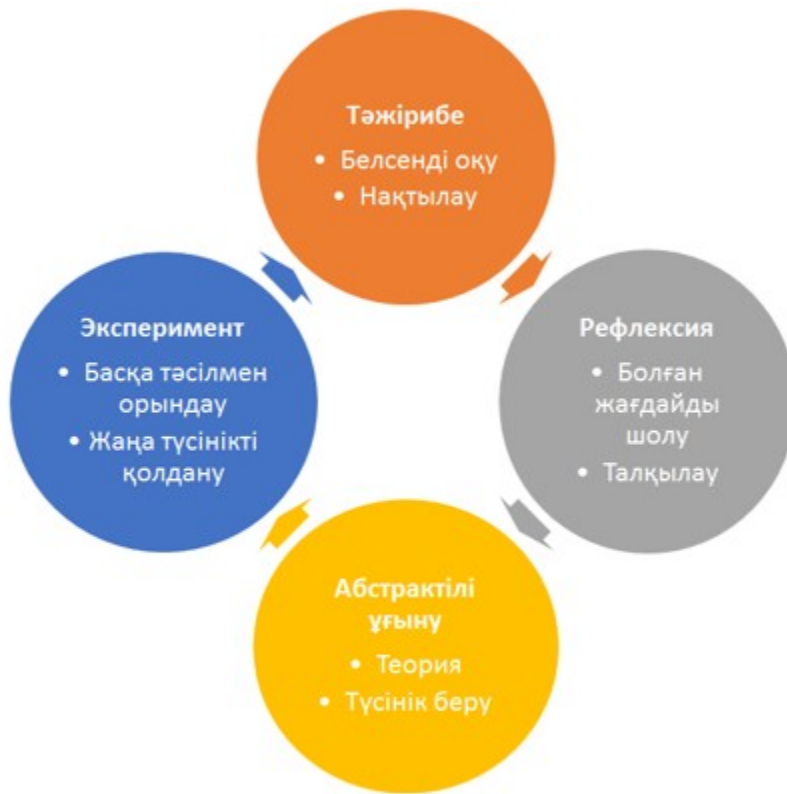 Тәжірибе
• Белсенді оқу
• Нақтылау
Эксперимент
• Басқа тәсілмен
орындау
• Жаңа түсінікті
қолдану
Рефлексия
• Болған
жағдайды
шолу
• Талқылау
Абстрактілі
ұғыну
• Теория
• Түсінік беру